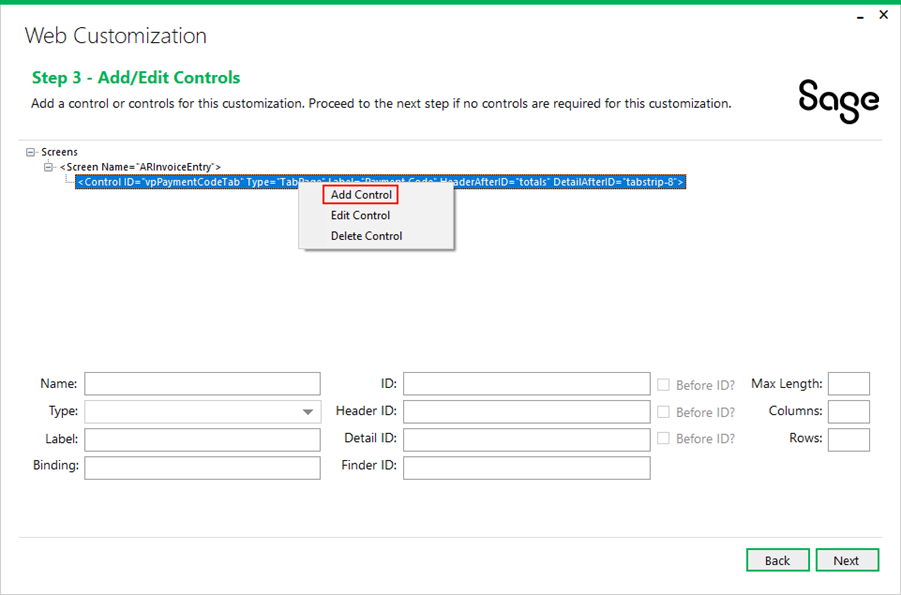 Web Customization
Step 3 - Add/Edit Controls
Add a control or controls for this customization. Proceed to the next step if no controls are required for this customization.
Sage
Screens
<Screen Name="ARInvoiceEntry">
<Control ID="vpPaymentCodeTab" Type="TabPage" Label="Payment Code" HeaderAfterID="totals" DetailAfterID="tabstrip-8">
Add Control
Edit Control
Delete Control
Name: ID: Before ID? Max Length:
Type: Header ID: Before ID? Columns:
Label: Detail ID: Before ID? Rows:
Binding: Finder ID:
Back Next